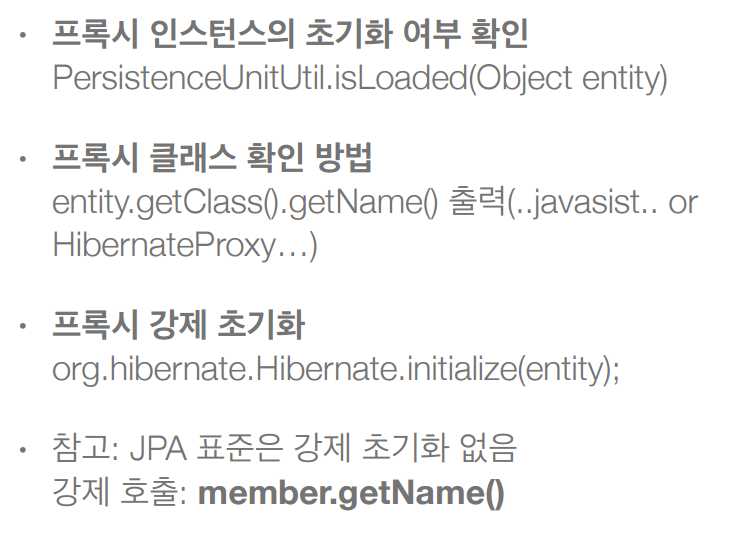 • 프록시 인스턴스의 초기화 여부 확인
PersistenceUnitUtil.isLoaded(Object entity)
• 프록시 클래스 확인 방법
entity.getClass().getName() 출력(..javasist.. or
HibernateProxy…)
• 프록시 강제 초기화
org.hibernate.Hibernate.initialize(entity);
• 참고: JPA 표준은 강제 초기화 없음
강제 호출: member.getName()